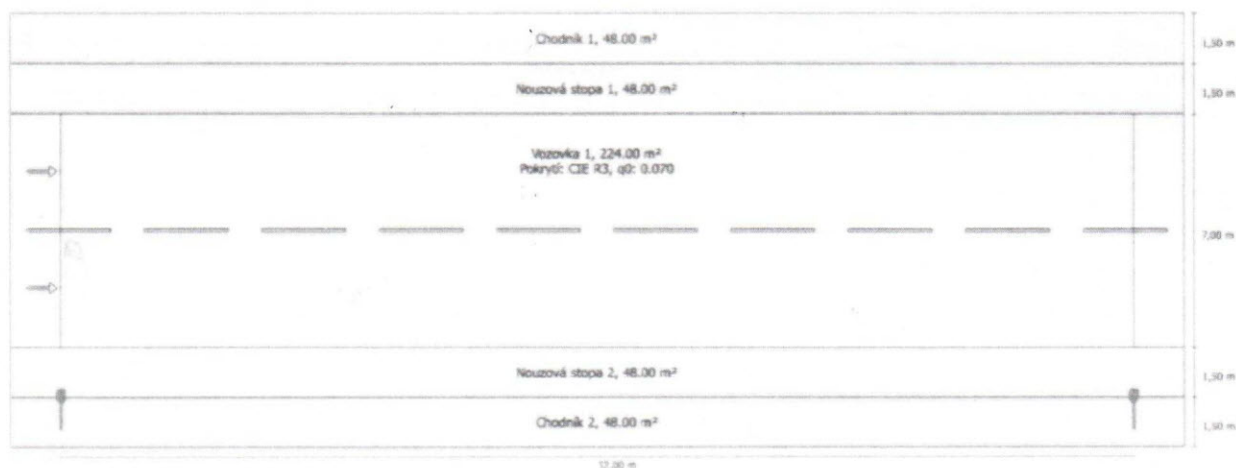 Chodník 1, 48.00 m²
1,50 m
Nouzová stopa 1, 48.00 m²
1,50 m
Vozovka 1, 224.00 m²
Pokrytí: CIE R3, q0: 0.070
7,00 m
Nouzová stopa 2, 48.00 m²
1,50 m
Chodník 2, 48.00 m²
1,50 m
32,00 m